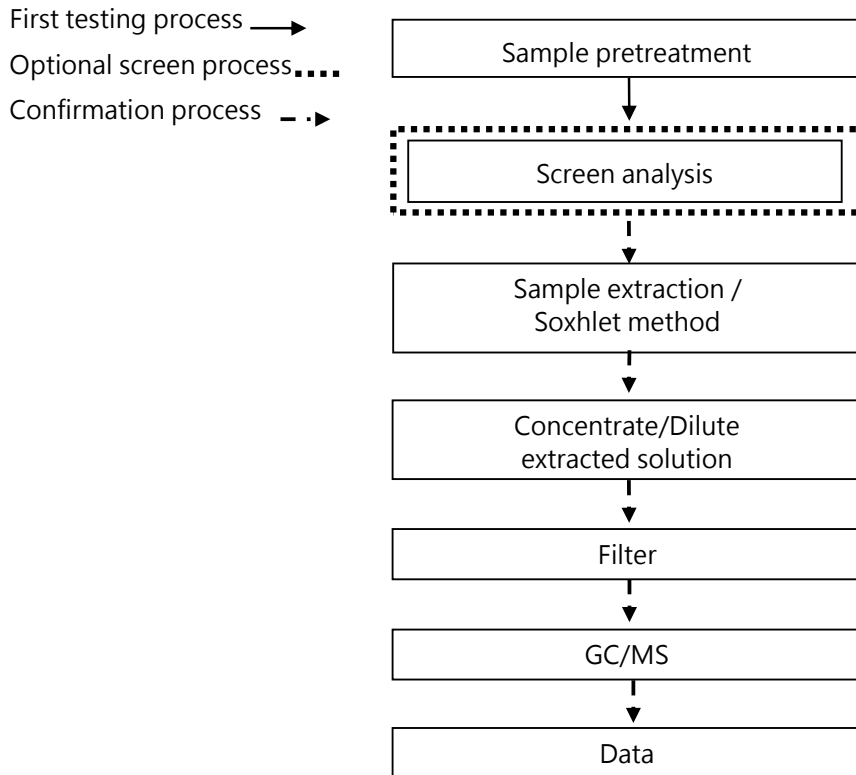 First testing process
Optional screen process
Confirmation process
Sample pretreatment
Screen analysis
Sample extraction /
Soxhlet method
Concentrate/Dilute
extracted solution
Filter
GC/MS
Data